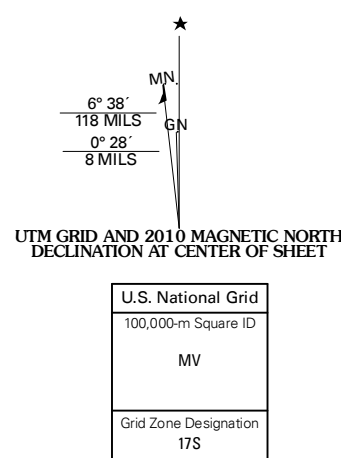 ★
MN
6° 38´
118 MILS
GN
0° 28´
8 MILS
UTM GRID AND 2010 MAGNETIC NORTH
DECLINATION AT CENTER OF SHEET
U.S. National Grid
100,000-m Square ID
MV
Grid Zone Designation
17S